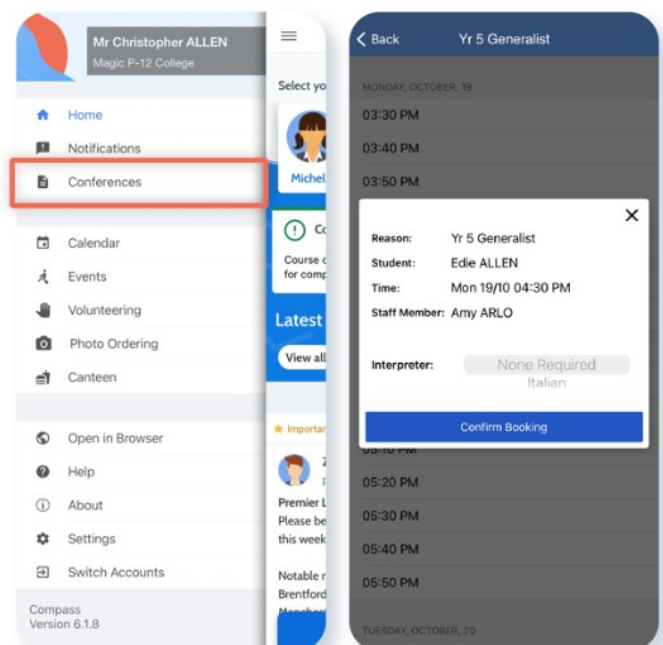 Mr Christopher ALLEN
Magic P-12 College
Home
Notifications
Conferences
Calendar
Events
Volunteering
Photo Ordering
Canteen
Open in Browser
Help
About
Settings
Switch Accounts
Compass
Version 6.1.8
Select yo
Michel
Co
Course
for comp
Latest
View all
Importan
Premier L
Please be
this week
Notable r
Brentford
Back Yr 5 Generalist
MONDAY, OCTOBER, 19
03:30 PM
03:40 PM
03:50 PM
Reason: Yr 5 Generalist
Student: Edie ALLEN
Time: Mon 19/10 04:30 PM
Staff Member: Amy ARLO
Interpreter: None Required
Italian
Confirm Booking
05:10 PM
05:20 PM
05:30 PM
05:40 PM
05:50 PM
TUESDAY, OCTOBER, 20